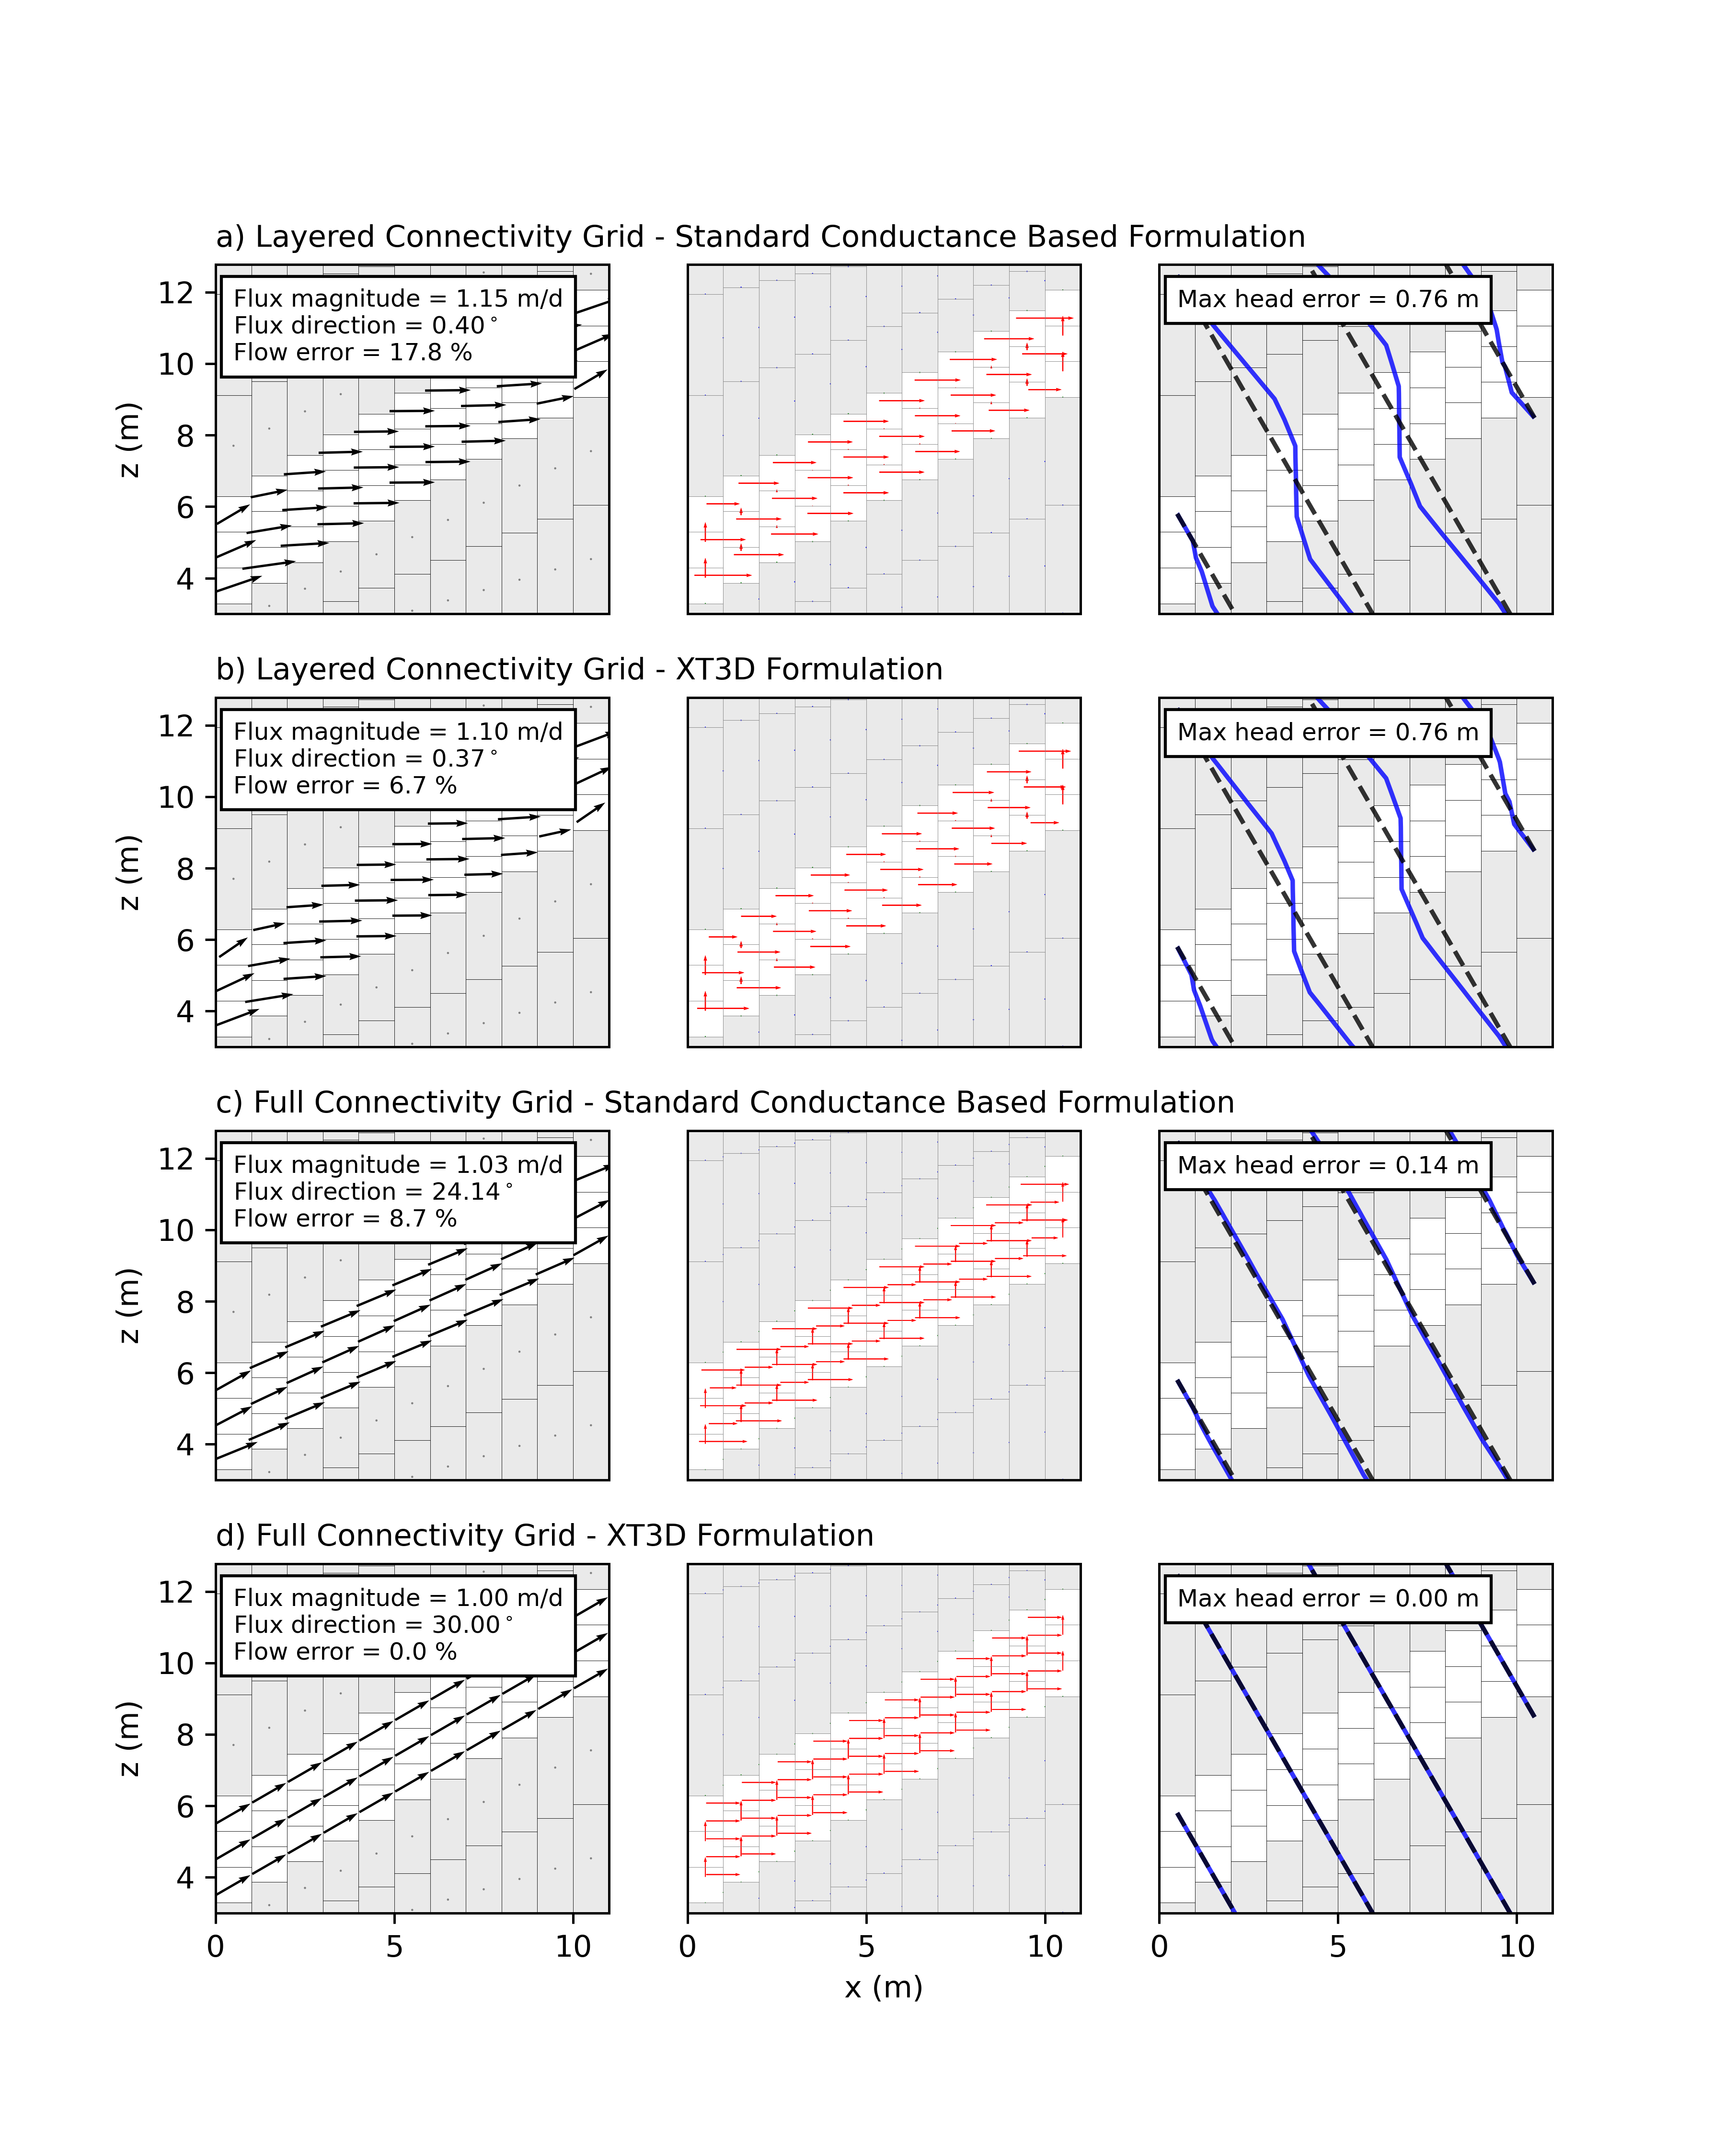 a) Layered Connectivity Grid - Standard Conductance Based Formulation
Flux magnitude = 1.15 m/d
Flux direction = 0.40°
Flow error = 17.8 %
Max head error = 0.76 m
12
10
8
6
4
z (m)
b) Layered Connectivity Grid - XT3D Formulation
Flux magnitude = 1.10 m/d
Flux direction = 0.37°
Flow error = 6.7 %
Max head error = 0.76 m
12
10
8
6
4
z (m)
c) Full Connectivity Grid - Standard Conductance Based Formulation
Flux magnitude = 1.03 m/d
Flux direction = 24.14°
Flow error = 8.7 %
Max head error = 0.14 m
12
10
8
6
4
z (m)
d) Full Connectivity Grid - XT3D Formulation
Flux magnitude = 1.00 m/d
Flux direction = 30.00°
Flow error = 0.0 %
Max head error = 0.00 m
12
10
8
6
4
z (m)
0 5 10 0 5 10 0 5 10
x (m)